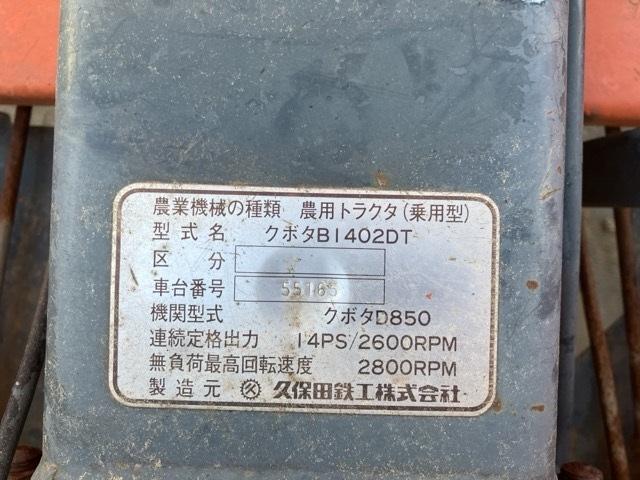 農業機械の種類 農用トラクタ(乗用型)
型式名 クボタB1402DT
区分
車台番号 55165
機関型式 クボタD850
連続定格出力 14PS/2600RPM
無負荷最高回転速度 2800RPM
製造元 久保田鉄工株式会社